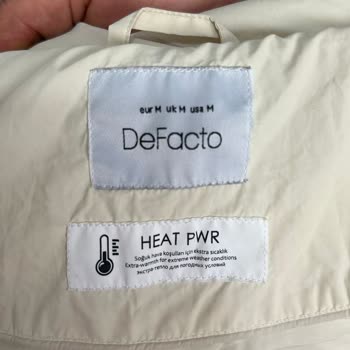 eur M uk M usa M
DeFacto
HEAT PWR
Soğuk hava koşulları için ekstra sıcaklık
Extra-warmth for extreme weather conditions
экстра-тепло для погодных условий